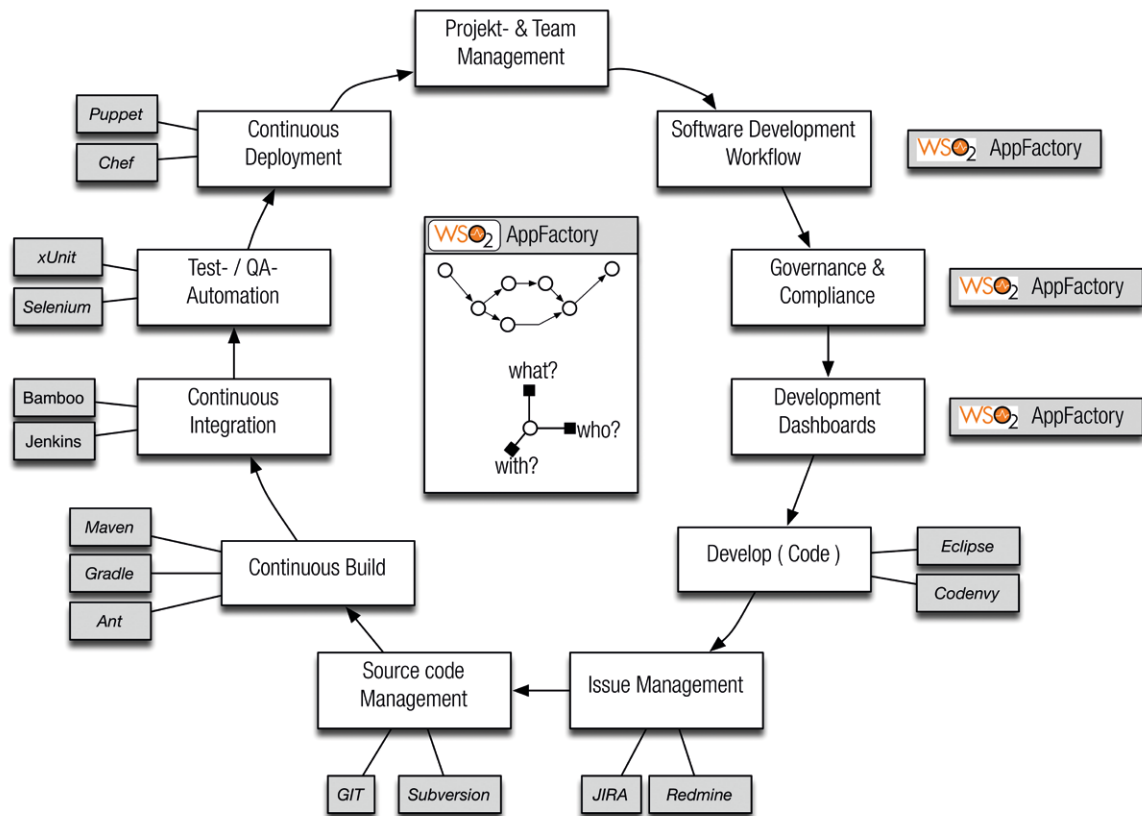 Projekt- & Team
Management
Puppet
Chef
Continuous
Deployment
Software Development
Workflow
WSO2 AppFactory
WSO2 AppFactory
xUnit
Selenium
Test- / QA-
Automation
Governance &
Compliance
WSO2 AppFactory
what?
who?
with?
Bamboo
Jenkins
Continuous
Integration
Development
Dashboards
WSO2 AppFactory
Maven
Gradle
Ant
Continuous Build
Develop ( Code )
Eclipse
Codenvy
Source code
Management
Issue Management
GIT
Subversion
JIRA
Redmine